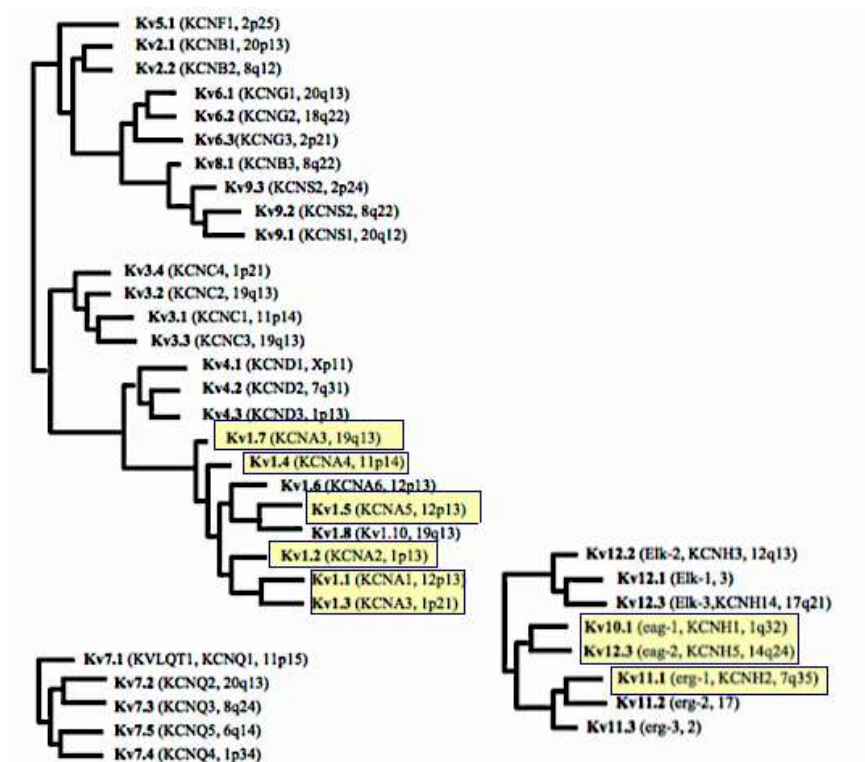 Kv5.1 (KCNF1, 2p25)
Kv2.1 (KCNB1, 20p13)
Kv2.2 (KCNB2, 8q12)
Kv6.1 (KCNG1, 20q13)
Kv6.2 (KCNG2, 18q22)
Kv6.3(KCNG3, 2p21)
Kv8.1 (KCNB3, 8q22)
Kv9.3 (KCNS2, 2p24)
Kv9.2 (KCNS2, 8q22)
Kv9.1 (KCNS1, 20q12)
Kv3.4 (KCNC4, 1p21)
Kv3.2 (KCNC2, 19q13)
Kv3.1 (KCNC1, 11p14)
Kv3.3 (KCNC3, 19q13)
Kv4.1 (KCND1, Xp11)
Kv4.2 (KCND2, 7q31)
Kv4.3 (KCND3, 1p13)
Kv1.7 (KCNA3, 19q13)
Kv1.4 (KCNA4, 11p14)
Kv1.6 (KCNA6, 12p13)
Kv1.5 (KCNA5, 12p13)
Kv1.8 (Kv1.10, 19q13)
Kv1.2 (KCNA2, 1p13)
Kv1.1 (KCNA1, 12p13)
Kv1.3 (KCNA3, 1p21)
Kv7.1 (KVLQT1, KCNQ1, 11p15)
Kv7.2 (KCNQ2, 20q13)
Kv7.3 (KCNQ3, 8q24)
Kv7.5 (KCNQ5, 6q14)
Kv7.4 (KCNQ4, 1p34)
Kv12.2 (Elk-2, KCNH3, 12q13)
Kv12.1 (Elk-1, 3)
Kv12.3 (Elk-3,KCNH14, 17q21)
Kv10.1 (eag-1, KCNH1, 1q32)
Kv12.3 (eag-2, KCNH5, 14q24)
Kv11.1 (erg-1, KCNH2, 7q35)
Kv11.2 (erg-2, 17)
Kv11.3 (erg-3, 2)